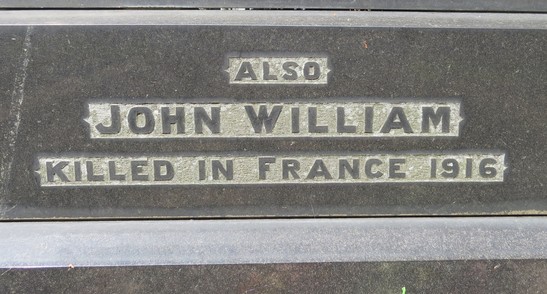 ALSO
JOHN WILLIAM
KILLED IN FRANCE 1916